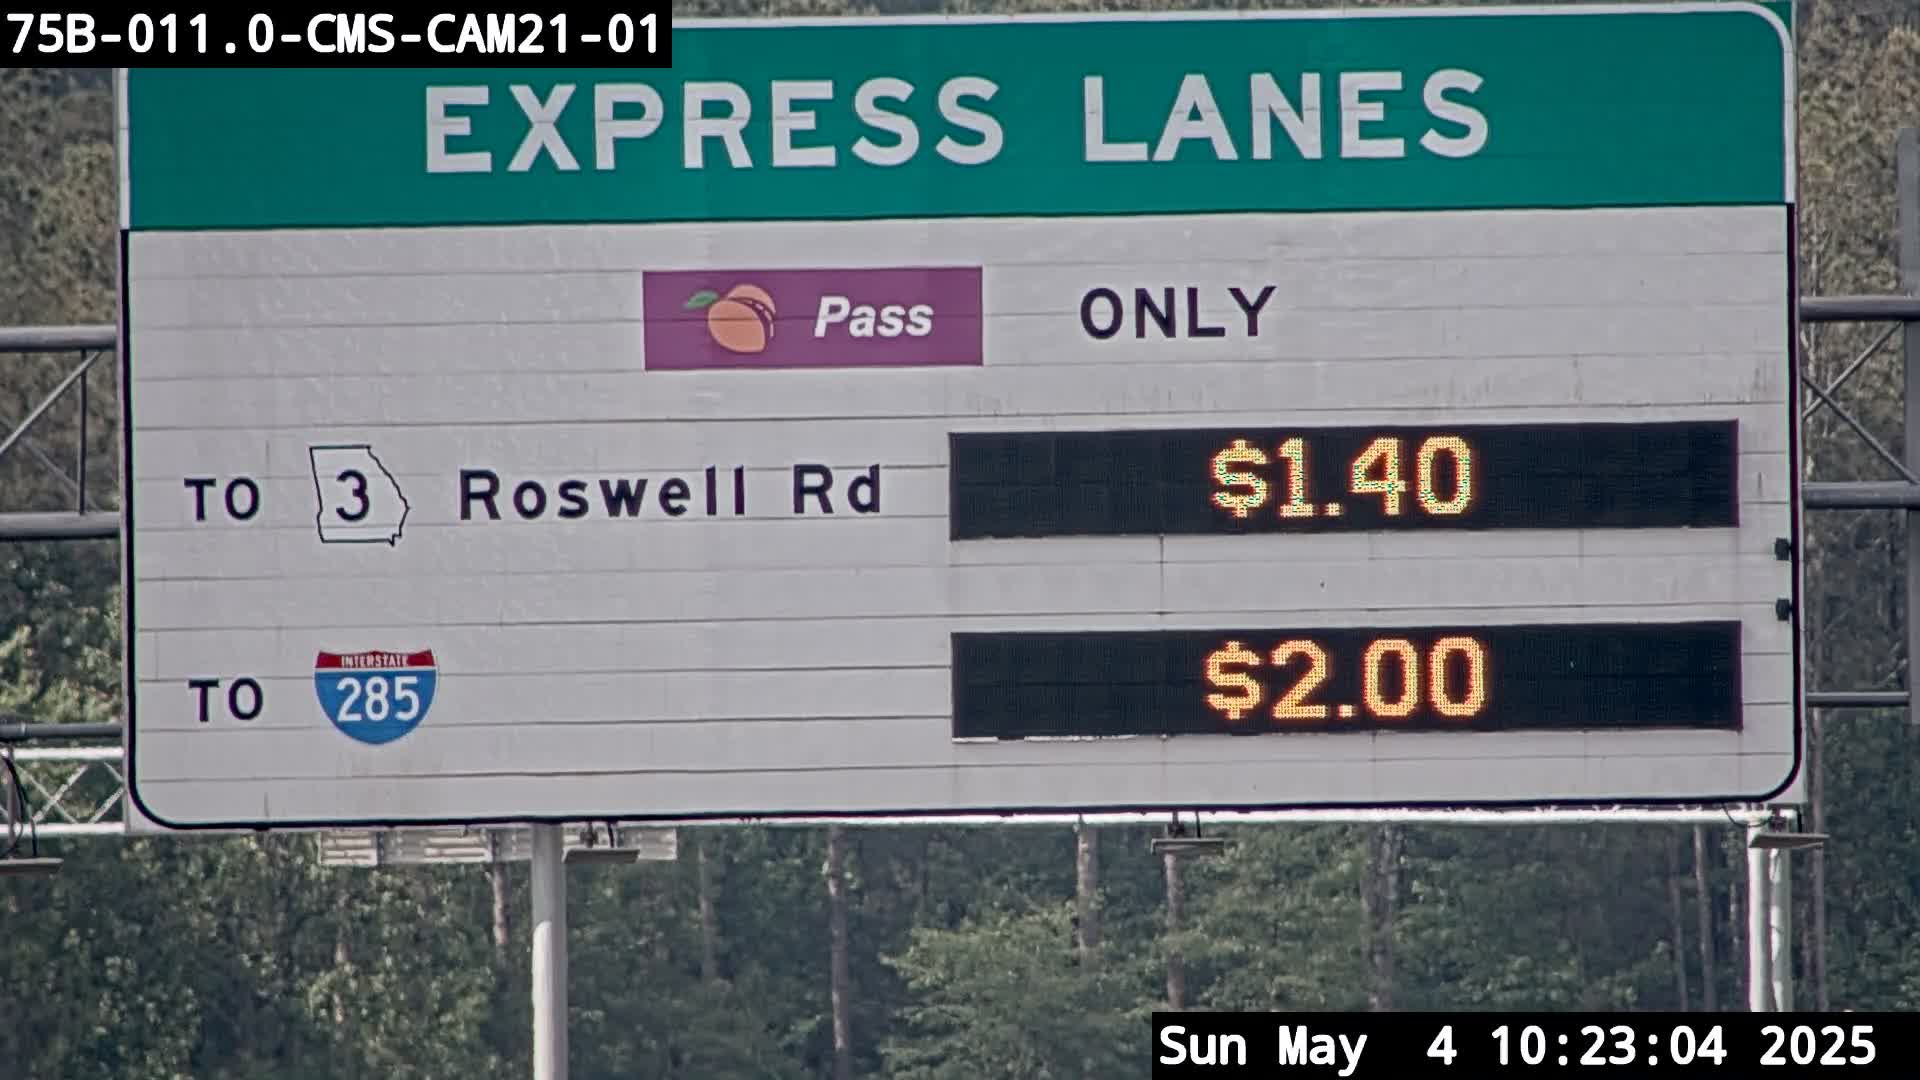 75B-011.0-CMS-CAM21-01
EXPRESS LANES
Pass ONLY
TO 3 Roswell Rd $1.40
INTERSTATE
TO 285 $2.00
Sun May 4 10:23:04 2025